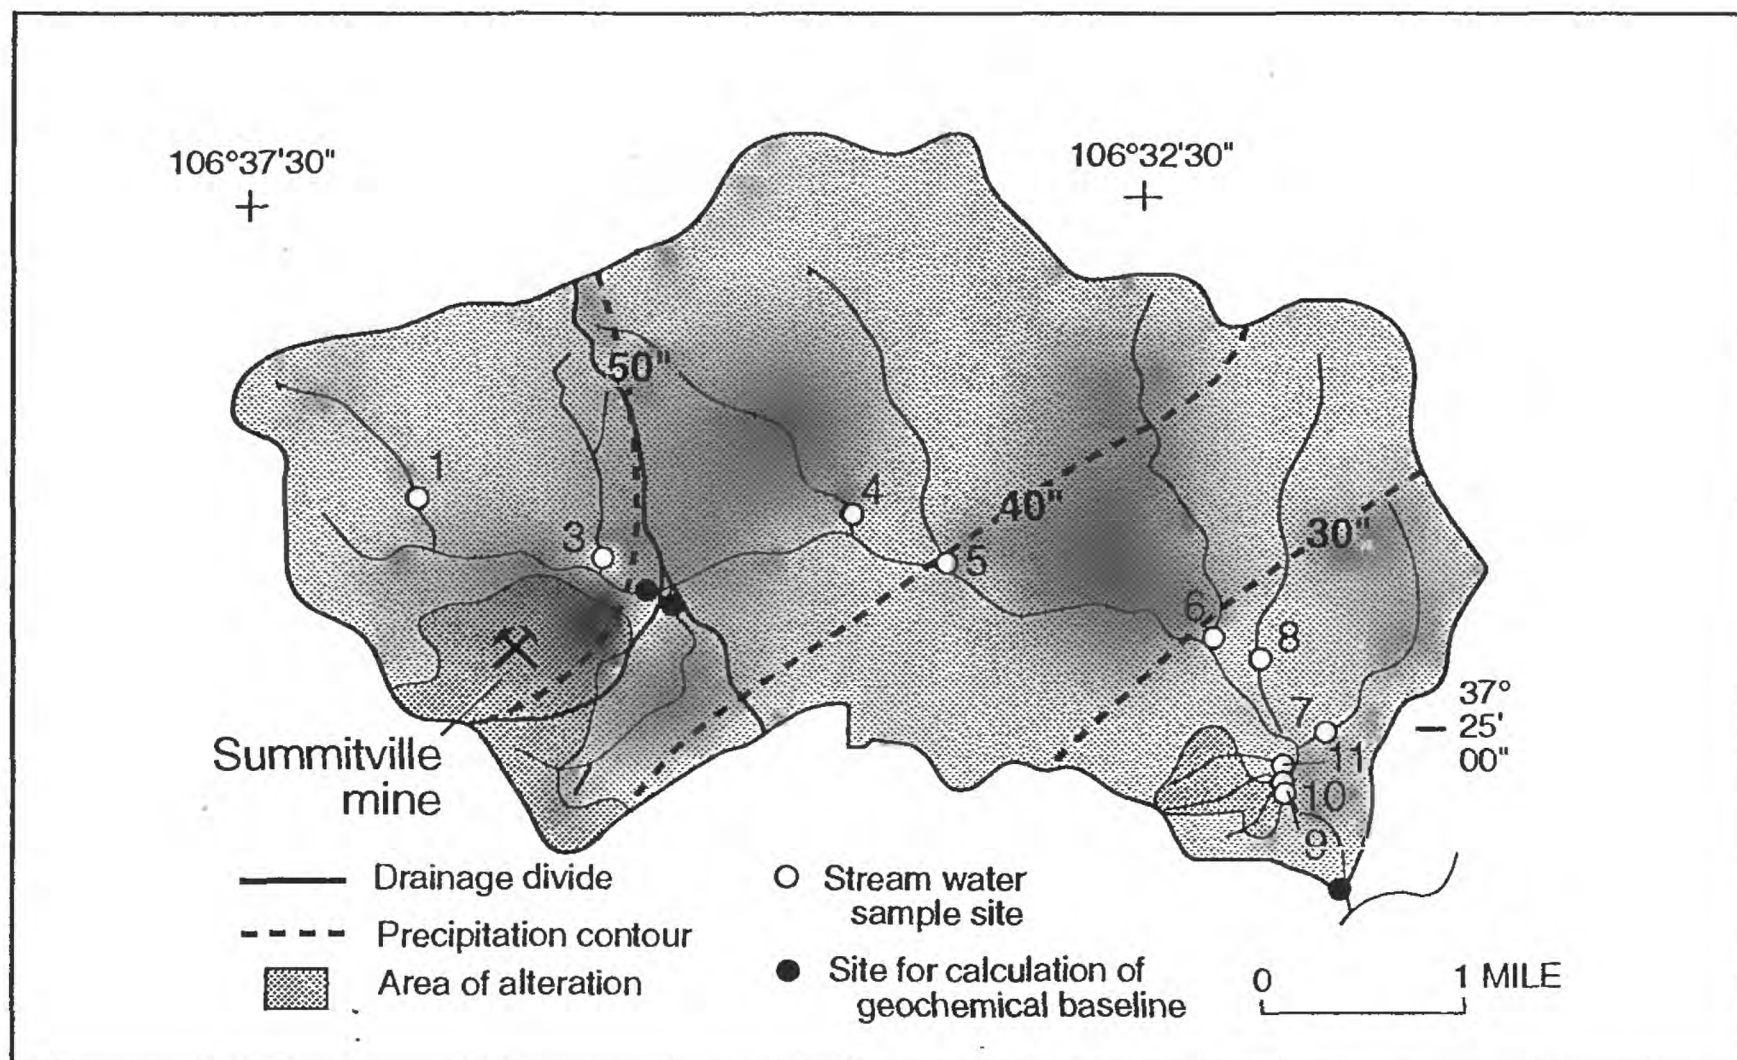 106°37'30"
106°32'30"
50"
1
4
40"
3
30"
5
6
8
37°
25'
00"
7
11
10
9
Summitville
mine
Drainage divide
Precipitation contour
Area of alteration
Stream water
sample site
Site for calculation of
geochemical baseline
0 1 MILE